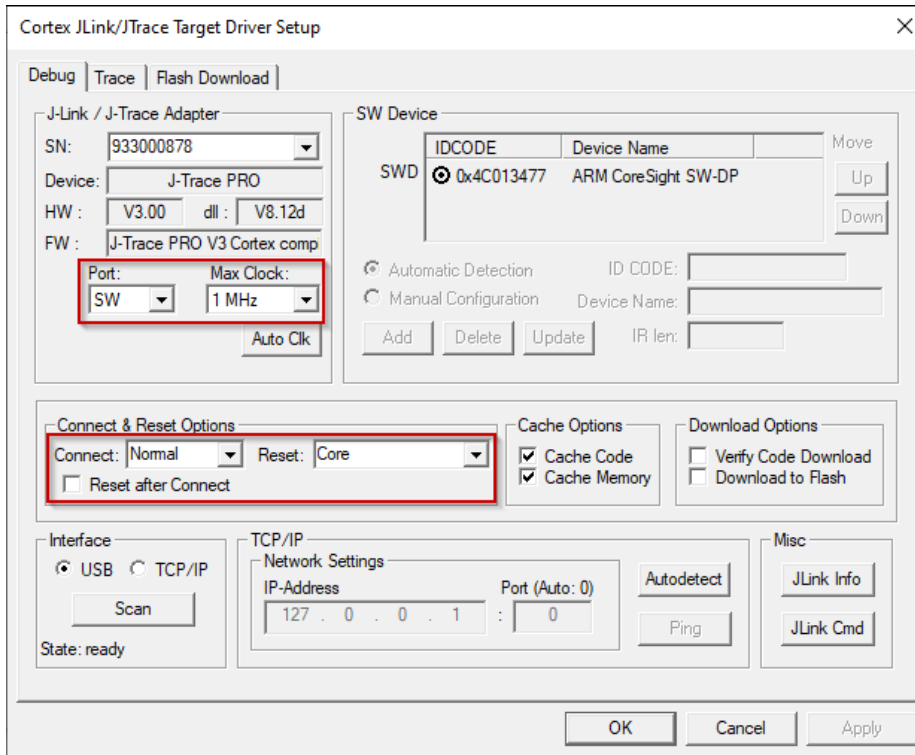 Cortex JLink/JTrace Target Driver Setup
Debug Trace Flash Download
J-Link / J-Trace Adapter
SN: 933000878
Device: J-Trace PRO
HW : V3.00 dll : V8.12d
FW : J-Trace PRO V3 Cortex comp
Port: Max Clock:
SW 1 MHz
Auto Clk
SW Device
IDCODE Device Name Move
SWD 0x4C013477 ARM CoreSight SW-DP Up
Down
Automatic Detection ID CODE:
Manual Configuration Device Name:
Add Delete Update IR len:
Connect & Reset Options
Connect: Normal Reset: Core
Reset after Connect
Cache Options
Cache Code
Cache Memory
Download Options
Verify Code Download
Download to Flash
Interface
USB TCP/IP
Scan
State: ready
TCP/IP
Network Settings
IP-Address Port (Auto: 0)
127 . 0 . 0 . 1 : 0
Autodetect
Ping
Misc
JLink Info
JLink Cmd
OK Cancel Apply